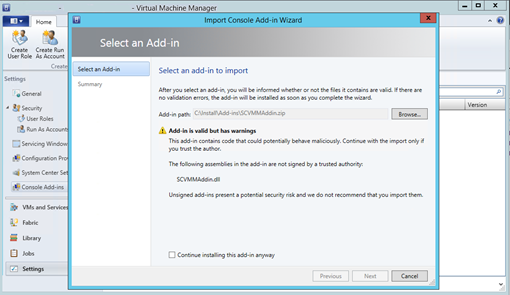 - Virtual Machine Manager
Home
Create
User Role
Create Run
As Account
Create
Settings
General
Security
User Roles
Run As Accounts
Servicing Windows
Configuration Prov
System Center Set
Console Add-ins
VMs and Services
Fabric
Library
Jobs
Settings
Version
Import Console Add-in Wizard
Select an Add-in
Select an Add-in
Summary
Select an add-in to import
After you select an add-in, you will be informed whether or not the files it contains are valid. If there are
no validation errors, the add-in will be installed as soon as you complete the wizard.
Add-in path: C:\Install\Add-ins\SCVMMAddin.zip
Browse...
Add-in is valid but has warnings
This add-in contains code that could potentially behave maliciously. Continue with the import only if
you trust the author.
The following assemblies in the add-in are not signed by a trusted authority:
SCVMMAddin.dll
Unsigned add-ins present a potential security risk and we do not recommend that you import them.
Continue installing this add-in anyway
Previous
Next
Cancel